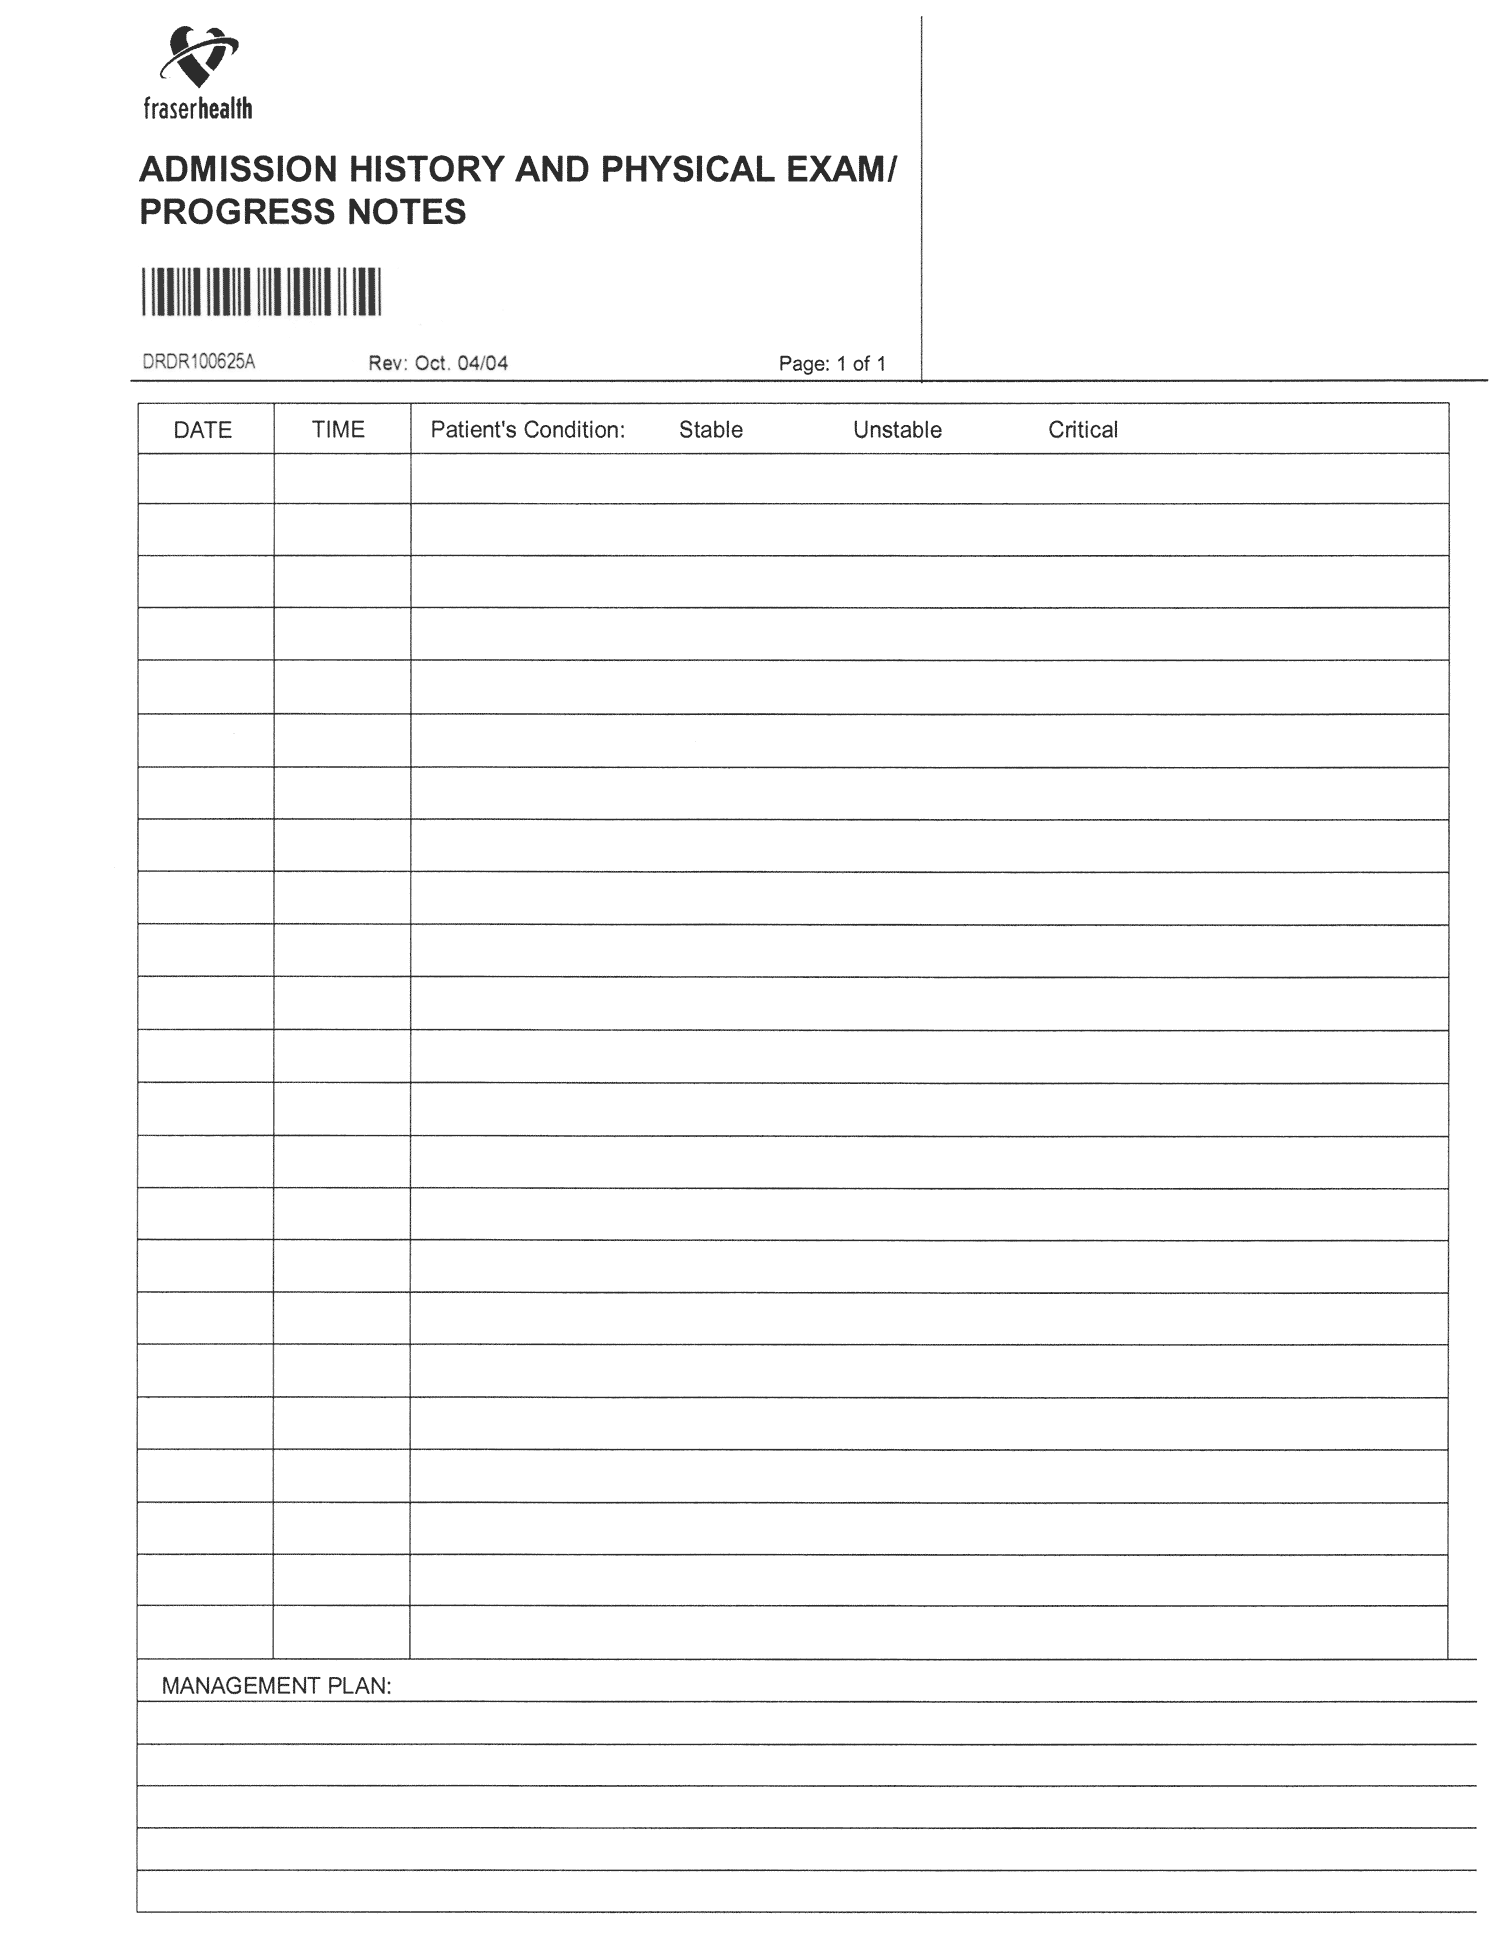 fraserhealth
ADMISSION HISTORY AND PHYSICAL EXAM/
PROGRESS NOTES
DRDR100625A Rev: Oct. 04/04 Page: 1 of 1
DATE TIME Patient's Condition: Stable Unstable Critical
MANAGEMENT PLAN: